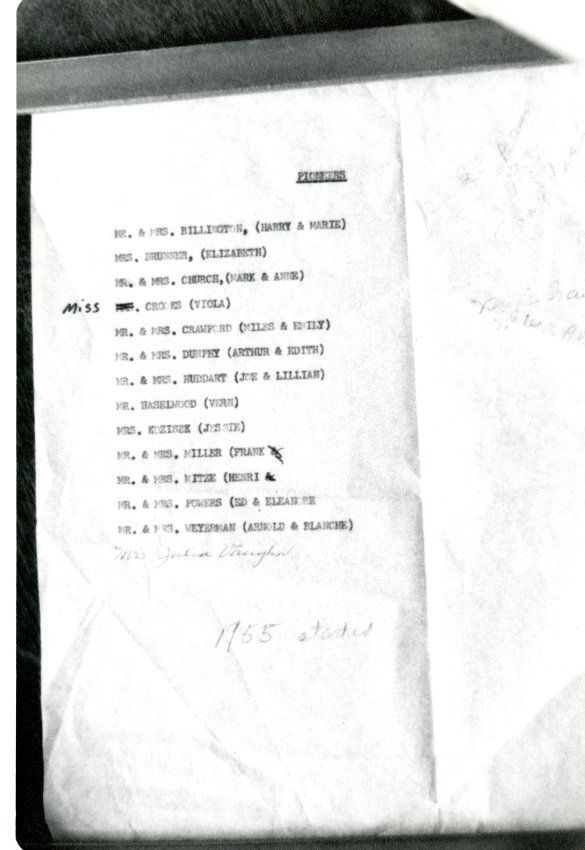 PIONEERS
MR. & MRS. BILLINGTON, (HARRY & MARIE)
MRS. BRUNNER, (ELIZABETH)
MR. & MRS. CHURCH,(MARK & ANNE)
Miss CROOKS (VIOLA)
MR. & MRS. CRAWFORD (MILES & EMILY)
MR. & MRS. DUNPHY (ARTHUR & EDITH)
MR. & MRS. HUDDART (JOE & LILLIAN)
MR. HASELWOOD (VERN)
MRS. KOZISEK (JESSIE)
MR. & MRS. MILLER (FRANK &
MR. & MRS. MITZE (HENRI &
MR. & MRS. POWERS (ED & ELEANORE
MR. & MRS. WEYERMAN (ARNOLD & BLANCHE)
Mrs Julia Vaughn
1955 started